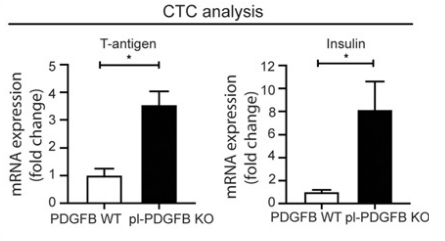 CTC analysis
T-antigen
*
mRNA expression
(fold change)
5
4
3
2
1
0
PDGFB WT pl-PDGFB KO
Insulin
*
mRNA expression
(fold change)
12
10
8
6
4
2
0
PDGFB WT pl-PDGFB KO